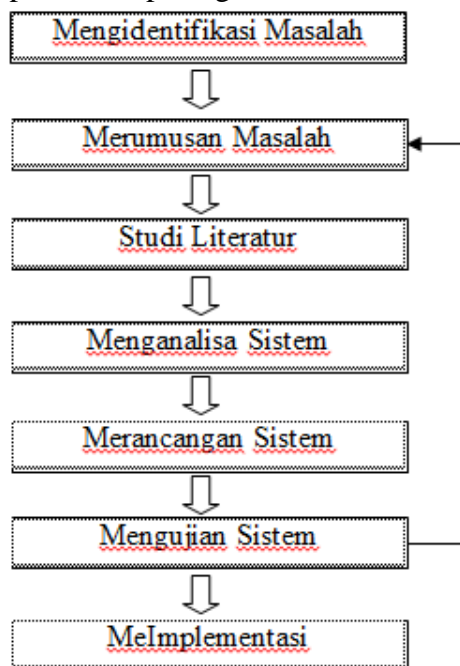 Mengidentifikasi Masalah
Merumusan Masalah
Studi Literatur
Menganalisa Sistem
Merancangan Sistem
Mengujian Sistem
MeImplementasi